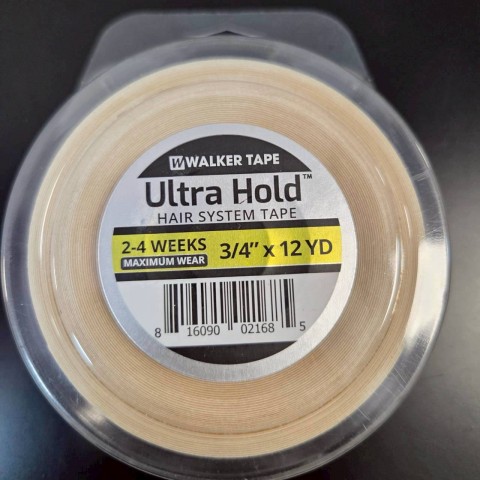 W WALKER TAPE
Ultra Hold™
HAIR SYSTEM TAPE
2-4 WEEKS
MAXIMUM WEAR
3/4" x 12 YD
8 16090 02168 5